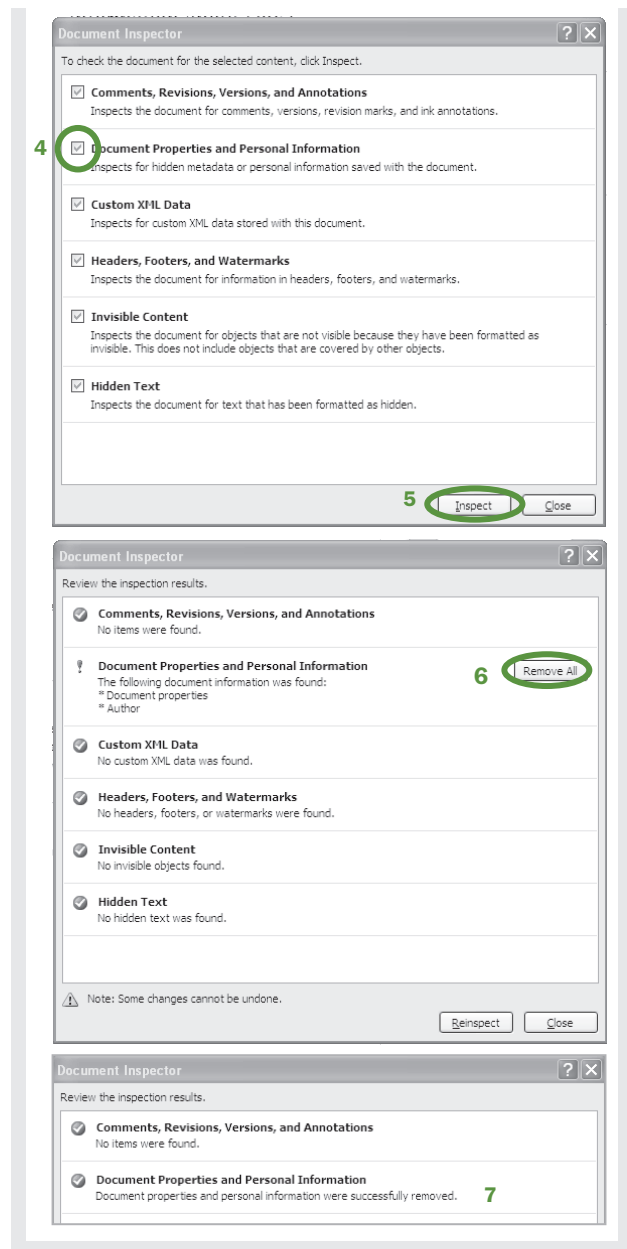 Document Inspector
To check the document for the selected content, click Inspect.
Comments, Revisions, Versions, and Annotations
Inspects the document for comments, versions, revision marks, and ink annotations.
4
Document Properties and Personal Information
Inspects for hidden metadata or personal information saved with the document.
Custom XML Data
Inspects for custom XML data stored with this document.
Headers, Footers, and Watermarks
Inspects the document for information in headers, footers, and watermarks.
Invisible Content
Inspects the document for objects that are not visible because they have been formatted as
invisible. This does not include objects that are covered by other objects.
Hidden Text
Inspects the document for text that has been formatted as hidden.
5 Inspect Close
Document Inspector
Review the inspection results.
Comments, Revisions, Versions, and Annotations
No items were found.
Document Properties and Personal Information
6 Remove All
The following document information was found:
* Document properties
* Author
Custom XML Data
No custom XML data was found.
Headers, Footers, and Watermarks
No headers, footers, or watermarks were found.
Invisible Content
No invisible objects found.
Hidden Text
No hidden text was found.
Note: Some changes cannot be undone.
Reinspect Close
Document Inspector
Review the inspection results.
Comments, Revisions, Versions, and Annotations
No items were found.
Document Properties and Personal Information
Document properties and personal information were successfully removed. 7